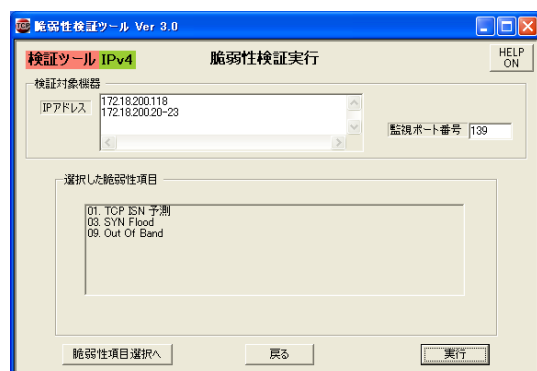 脆弱性検証ツール Ver 3.0
検証ツール IPv4
脆弱性検証実行
HELP
ON
検証対象機器
IPアドレス
172.18.200.118
172.18.200.20-23
監視ポート番号 139
選択した脆弱性項目
01. TCP ISN 予測
03. SYN Flood
09. Out Of Band
脆弱性項目選択へ
戻る
実行